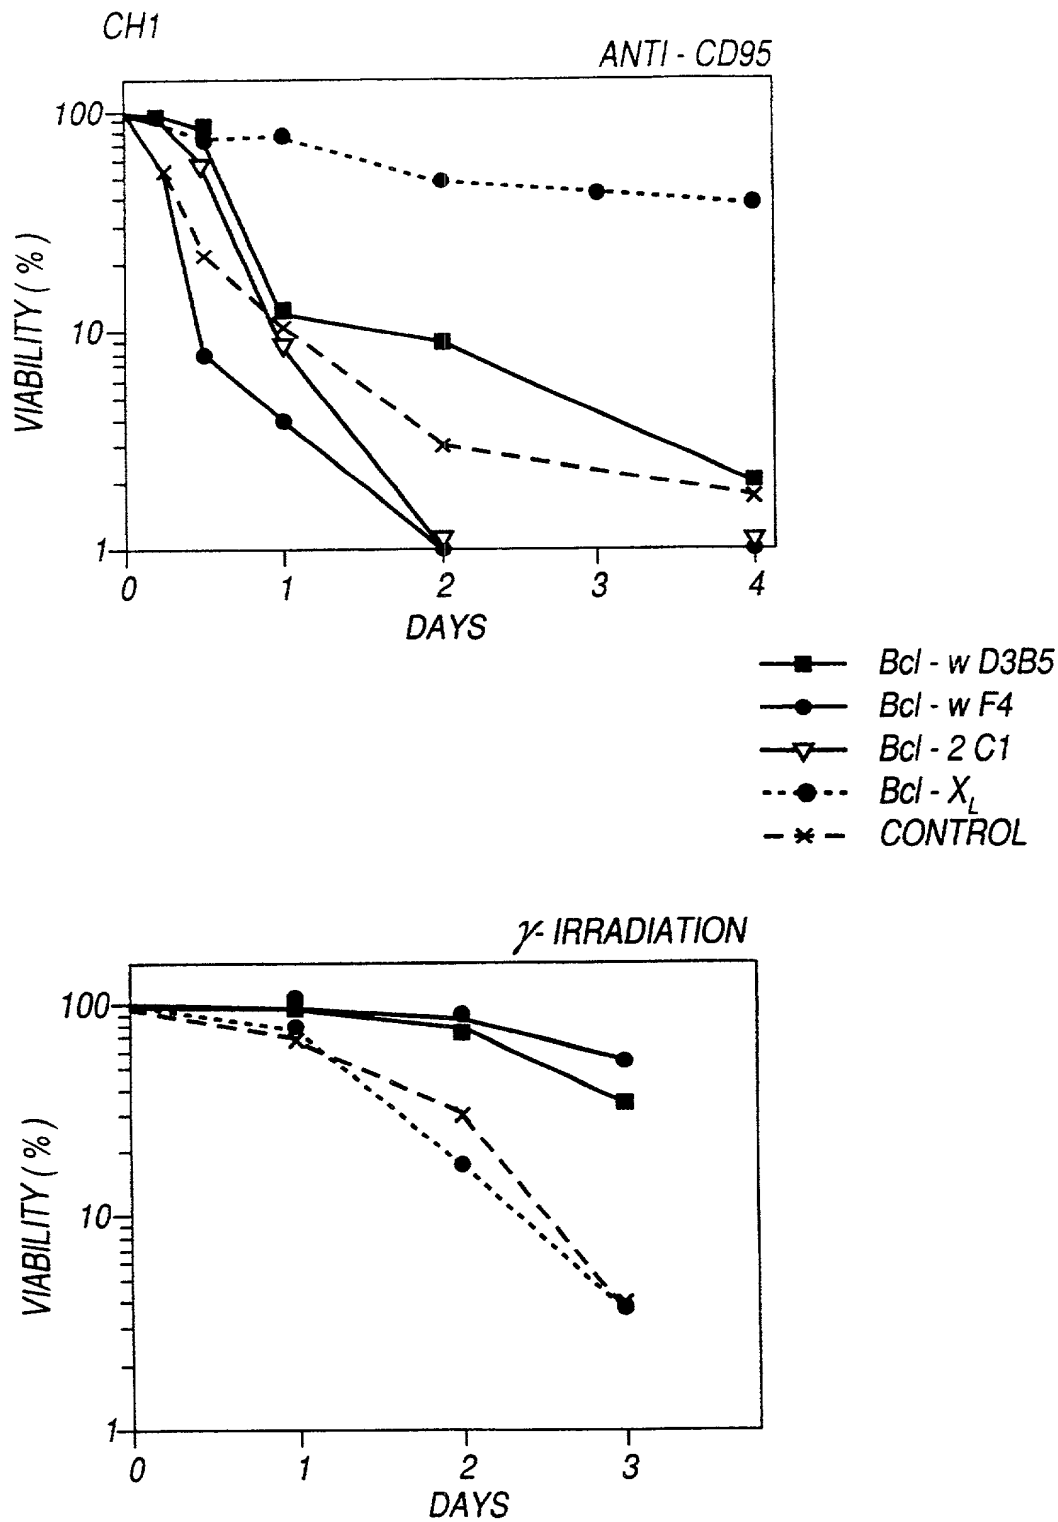 CH1
ANTI - CD95
100
10
1
VIABILITY ( % )
0 1 2 3 4
DAYS
Bcl - w D3B5
Bcl - w F4
Bcl - 2 C1
Bcl - X_L
CONTROL
γ- IRRADIATION
100
10
1
VIABILITY ( % )
0 1 2 3
DAYS